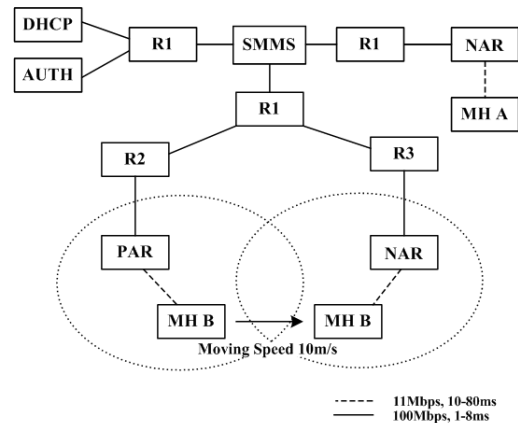 DHCP
AUTH
R1
SMMS
R1
NAR
MH A
R1
R2
R3
PAR
NAR
MH B
MH B
Moving Speed 10m/s
11Mbps, 10-80ms
100Mbps, 1-8ms